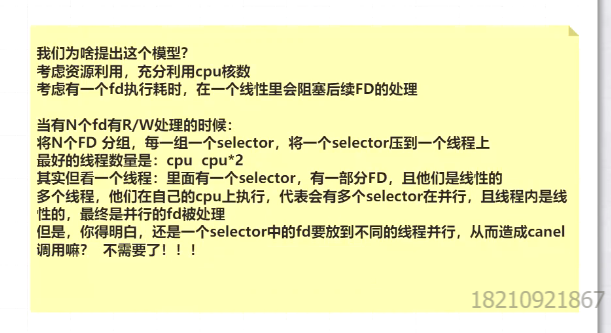 我们为啥提出这个模型?
考虑资源利用，充分利用cpu核数
考虑有一个fd执行耗时，在一个线性里会阻塞后续FD的处理
当有N个fd有R/W处理的时候：
将N个FD 分组，每一组一个selector，将一个selector压到一个线程上
最好的线程数量是：cpu  cpu*2
其实但看一个线程：里面有一个selector，有一部分FD，且他们是线性的
多个线程，他们在自己的cpu上执行，代表会有多个selector在并行，且线程内是线
性的，最终是并行的fd被处理
但是，你得明白，还是一个selector中的fd要放到不同的线程并行，从而造成canel
调用嘛？  不需要了！！！
18210921867